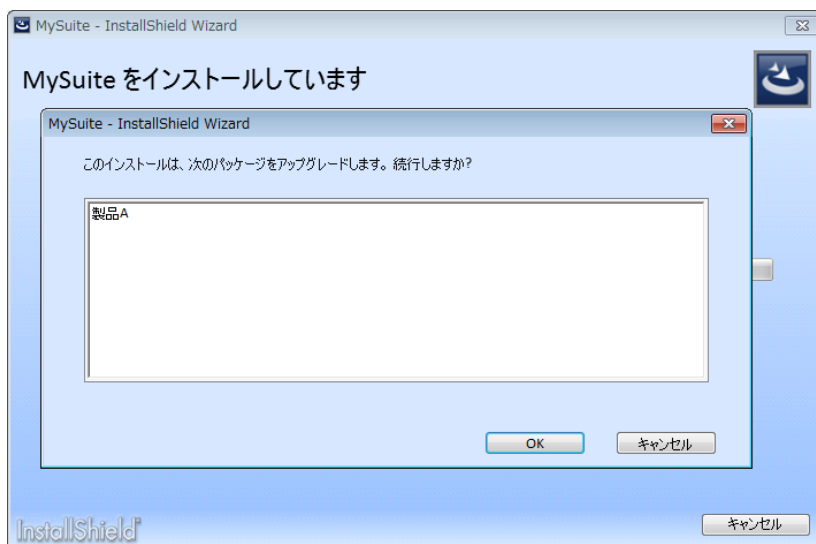 MySuite - InstallShield Wizard
MySuite をインストールしています
MySuite - InstallShield Wizard
このインストールは、次のパッケージをアップグレードします。続行しますか?
製品A
OK
キャンセル
InstallShield
キャンセル